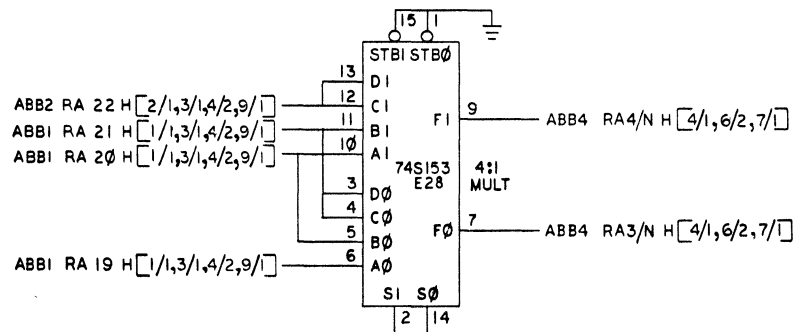 15 1
STB1 STBØ
13 D1
ABB2 RA 22 H [2/1,3/1,4/2,9/1] 12 C1
ABB1 RA 21 H [1/1,3/1,4/2,9/1] 11 B1 F1 9 ABB4 RA4/N H [4/1,6/2,7/1]
ABB1 RA 2Ø H [1/1,3/1,4/2,9/1] 1Ø A1
74S153 4:1
E28 MULT
3 DØ
4 CØ
5 BØ FØ 7 ABB4 RA3/N H [4/1,6/2,7/1]
ABB1 RA 19 H [1/1,3/1,4/2,9/1] 6 AØ
S1 SØ
2 14